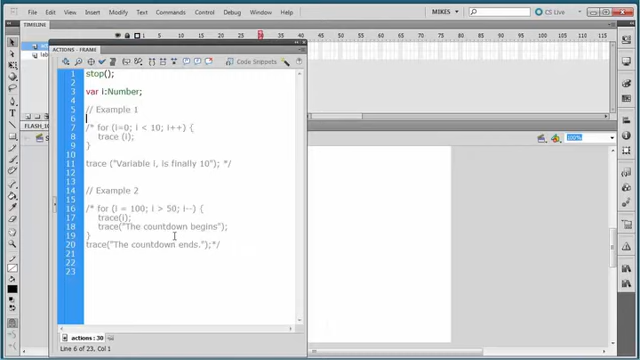 File Edit View Insert Modify Text Commands Control Debug Window Help MIKES CS Live
TIMELINE
ACTIONS - FRAME
Code Snippets
1 stop();
2
3 var i:Number;
4
5 // Example 1
6
7 /* for (i=0; i < 10; i++) {
8 trace (i);
9 }
10
11 trace ("Variable i, is finally 10"); */
12
13
14 // Example 2
15
16 /* for (i = 100; i > 50; i--) {
17 trace(i);
18 trace("The countdown begins");
19 }
20 trace("The countdown ends.");*/
21
22
23
100%
actions : 30
Line 6 of 23, Col 1